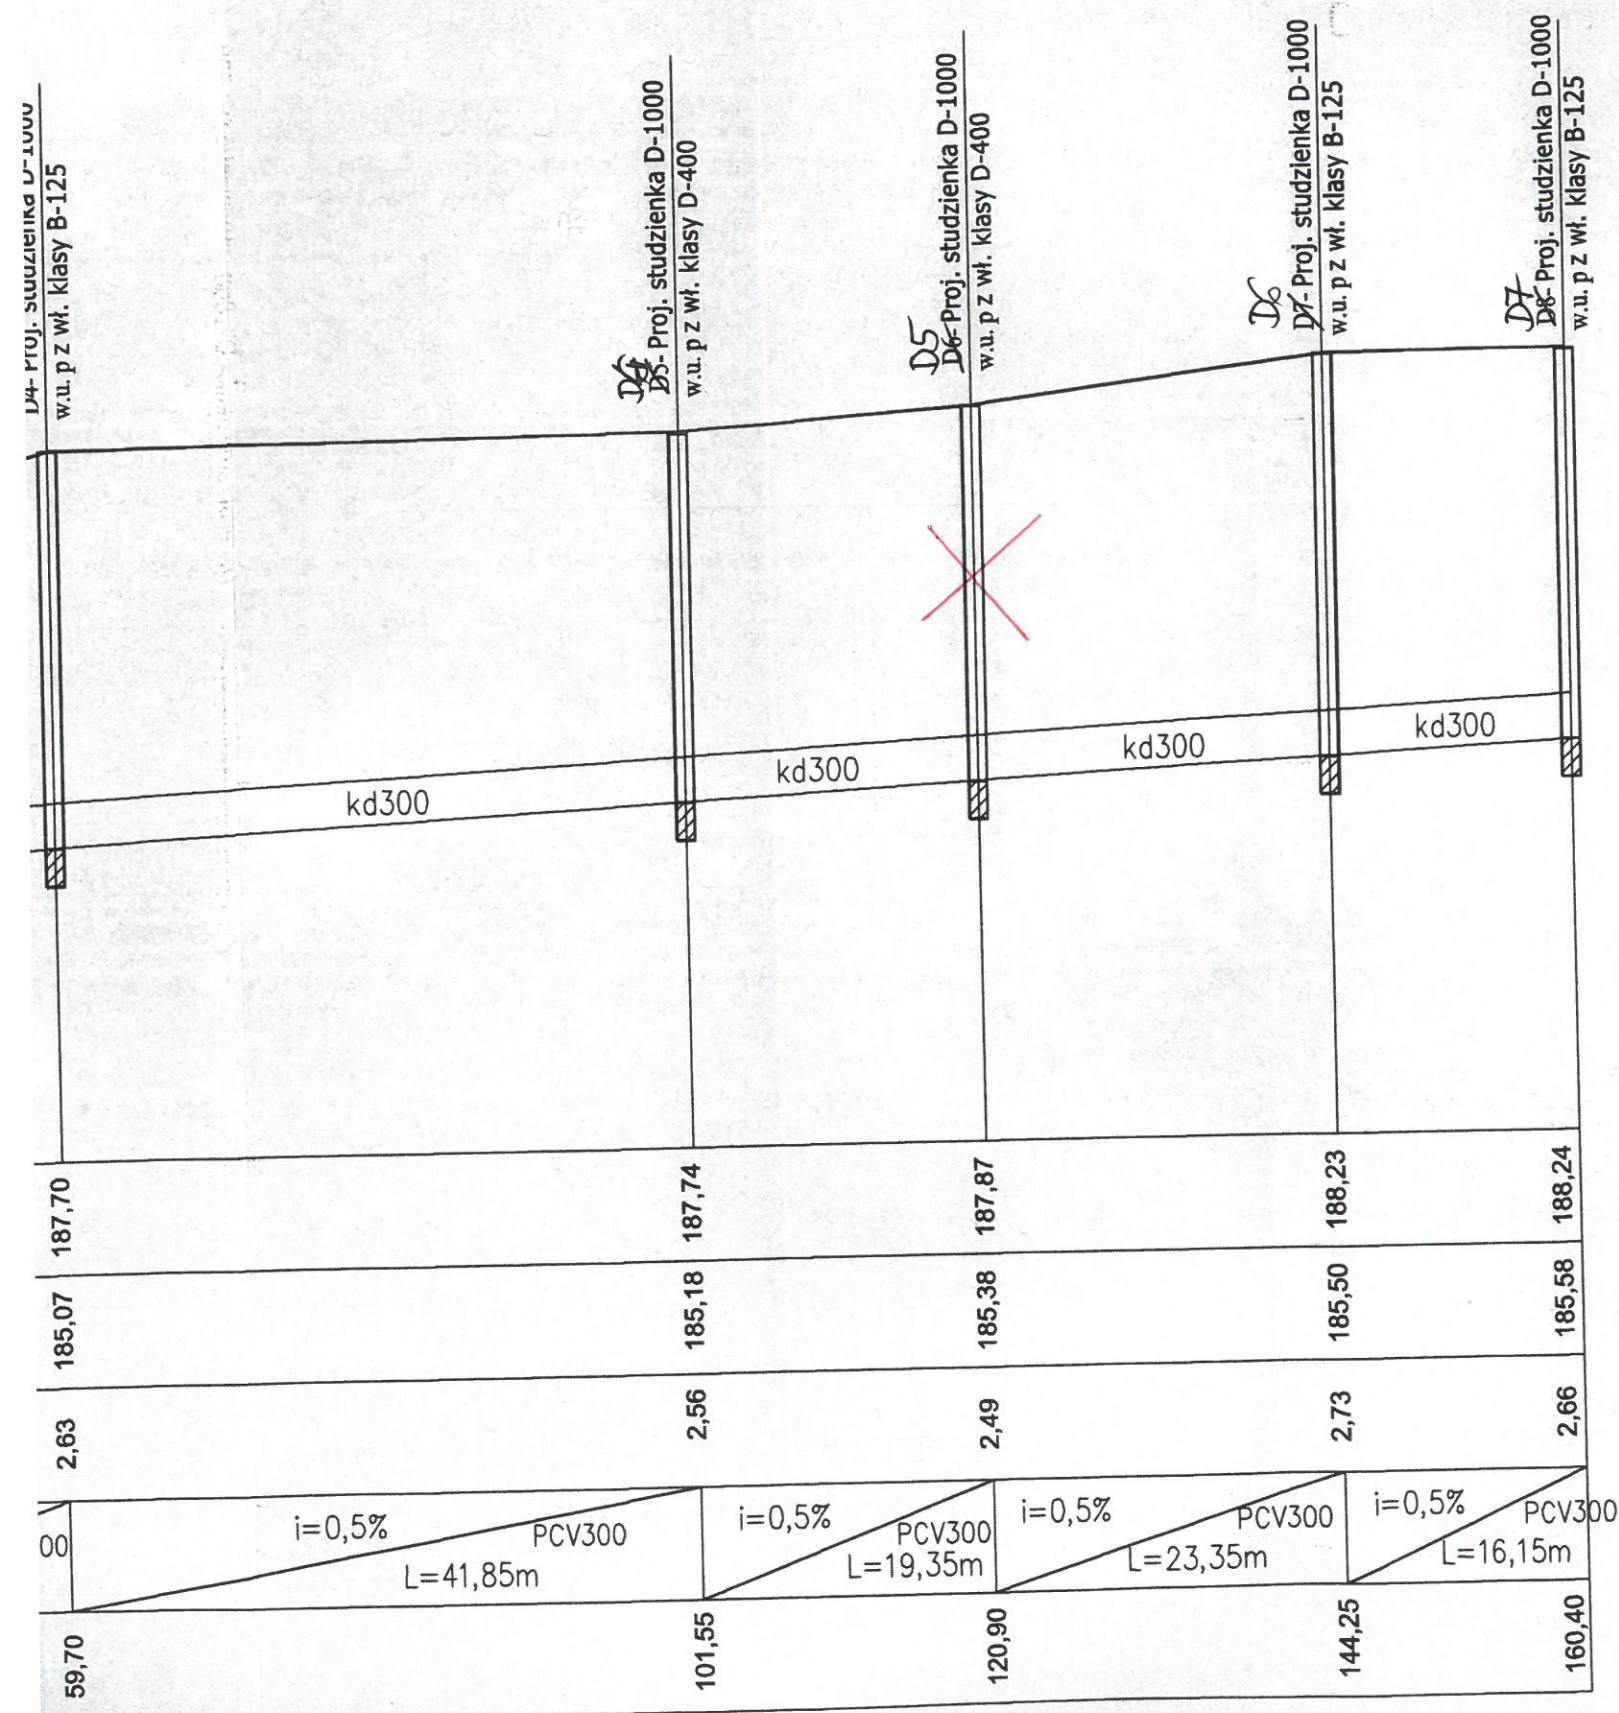 D4- Proj. studzienka D-1000
w.u. p z wł. klasy B-125
D5- Proj. studzienka D-1000
w.u. p z wł. klasy D-400
D5
D6- Proj. studzienka D-1000
w.u. p z wł. klasy D-400
D6
D7- Proj. studzienka D-1000
w.u. p z wł. klasy B-125
D7
D8- Proj. studzienka D-1000
w.u. p z wł. klasy B-125
kd300
kd300
kd300
kd300
187,70
187,74
187,87
188,23
188,24
185,07
185,18
185,38
185,50
185,58
2,63
2,56
2,49
2,73
2,66
00
i=0,5%
PCV300
L=41,85m
i=0,5%
PCV300
L=19,35m
i=0,5%
PCV300
L=23,35m
i=0,5%
PCV300
L=16,15m
59,70
101,55
120,90
144,25
160,40